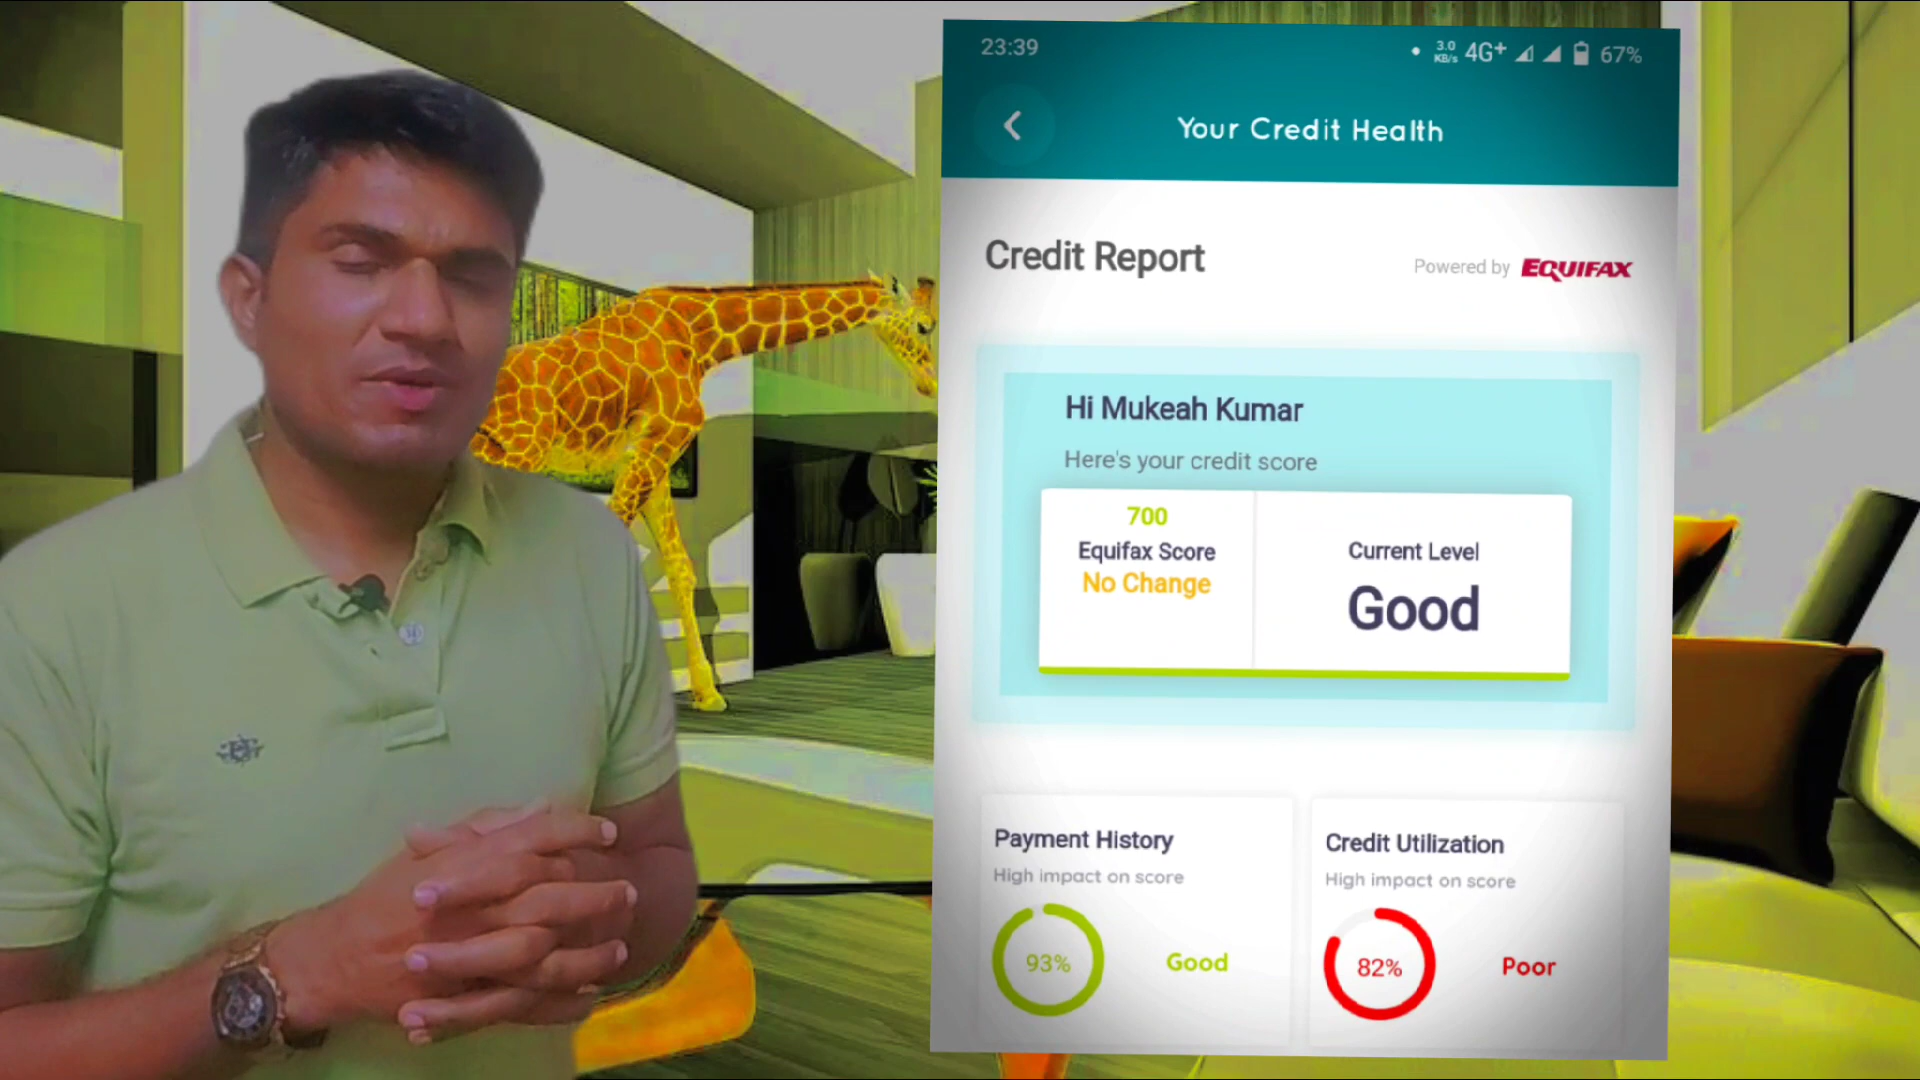 23:39
3.0 KB/s 4G+ 67%
Your Credit Health
Credit Report
Powered by EQUIFAX
Hi Mukeah Kumar
Here's your credit score
700
Equifax Score
No Change
Current Level
Good
Payment History
High impact on score
93% Good
Credit Utilization
High impact on score
82% Poor